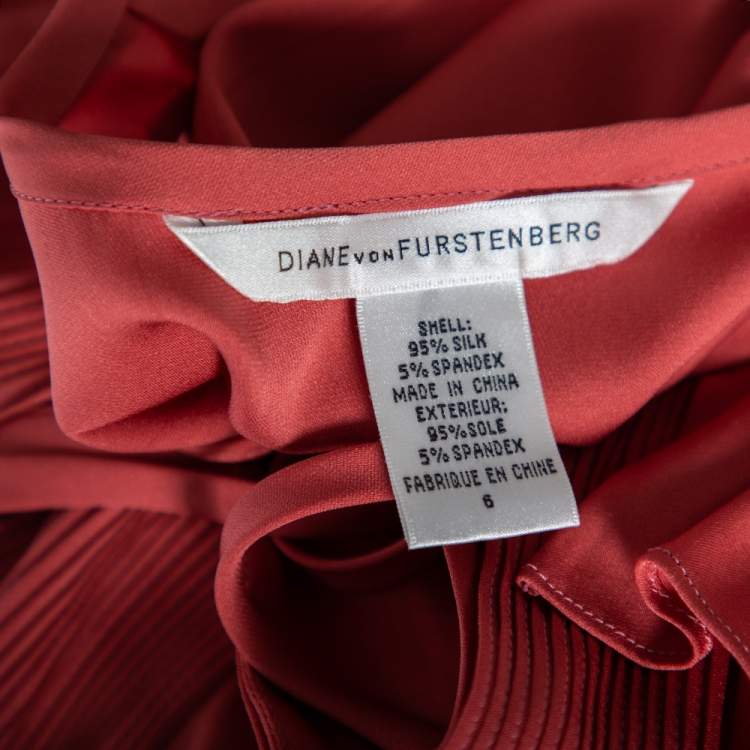 DIANE VON FURSTENBERG
SHELL:
95% SILK
5% SPANDEX
MADE IN CHINA
EXTERIEUR:
95% SOLE
5% SPANDEX
FABRIQUE EN CHINE
6